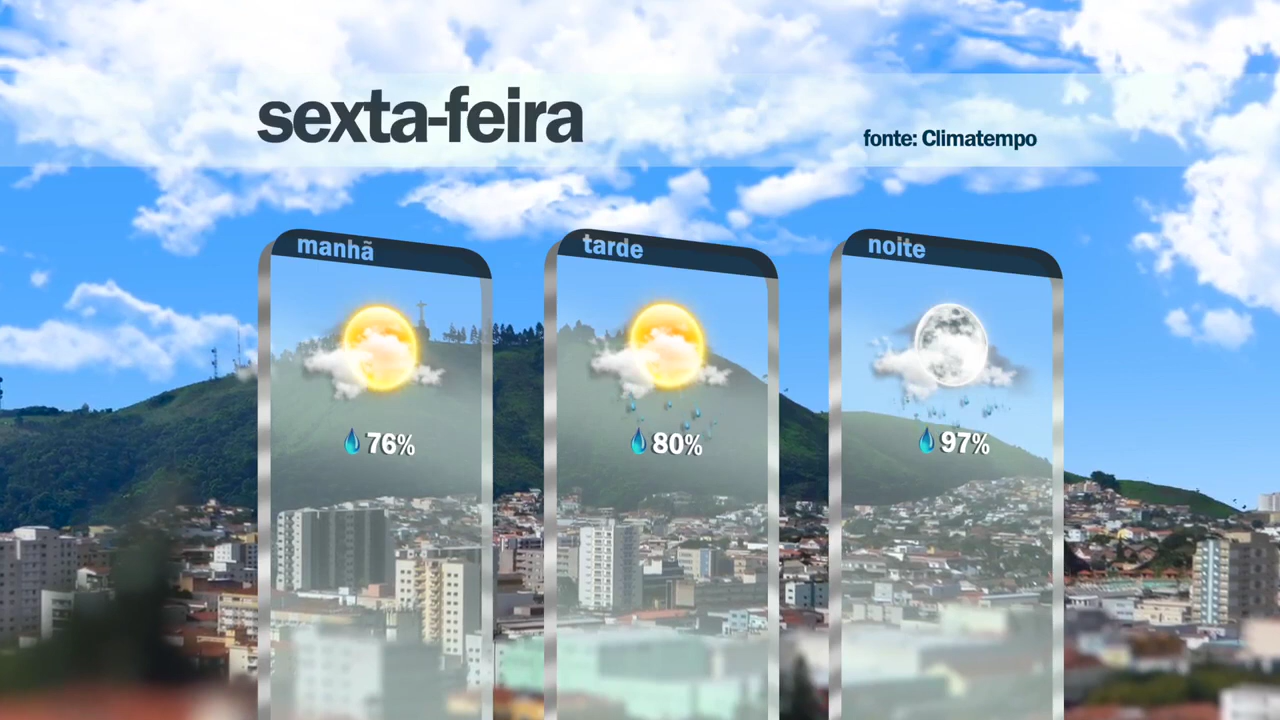 sexta-feira
fonte: Climatempo
manhã
tarde
noite
76%
80%
97%